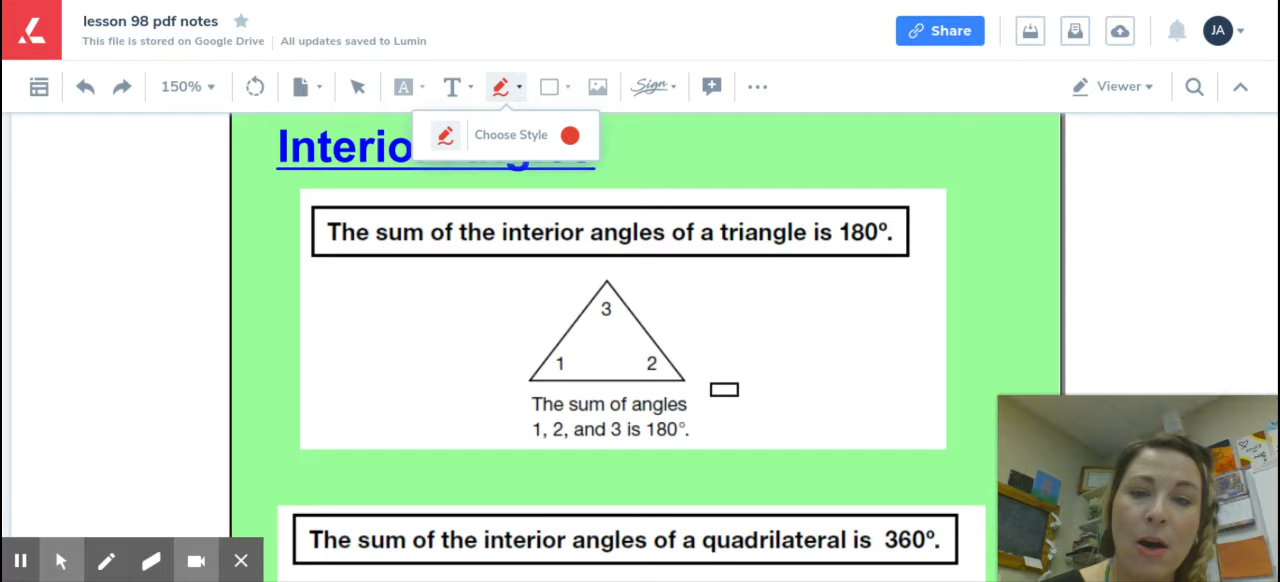 lesson 98 pdf notes
This file is stored on Google Drive
All updates saved to Lumin
Share
JA
150%
A
T
Sign
Viewer
Choose Style
Interio
The sum of the interior angles of a triangle is 180º.
3
1
2
The sum of angles
1, 2, and 3 is 180°.
The sum of the interior angles of a quadrilateral is 360º.